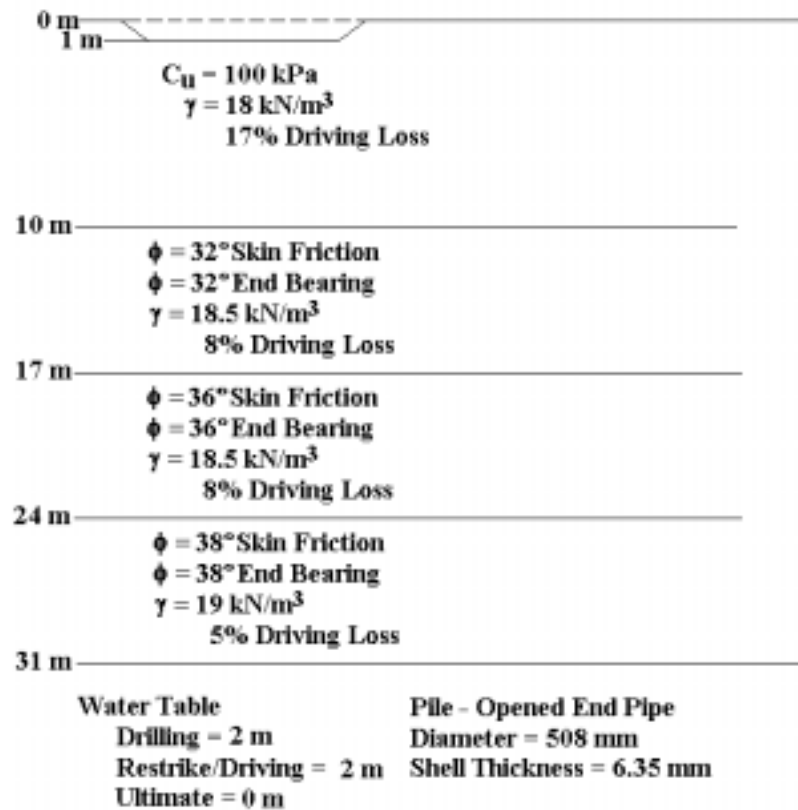 0 m
1 m
Cu = 100 kPa
γ = 18 kN/m³
17% Driving Loss
10 m
ϕ = 32° Skin Friction
ϕ = 32° End Bearing
γ = 18.5 kN/m³
8% Driving Loss
17 m
ϕ = 36° Skin Friction
ϕ = 36° End Bearing
γ = 18.5 kN/m³
8% Driving Loss
24 m
ϕ = 38° Skin Friction
ϕ = 38° End Bearing
γ = 19 kN/m³
5% Driving Loss
31 m
Water Table
Drilling = 2 m
Restrike/Driving = 2 m
Ultimate = 0 m
Pile - Opened End Pipe
Diameter = 508 mm
Shell Thickness = 6.35 mm